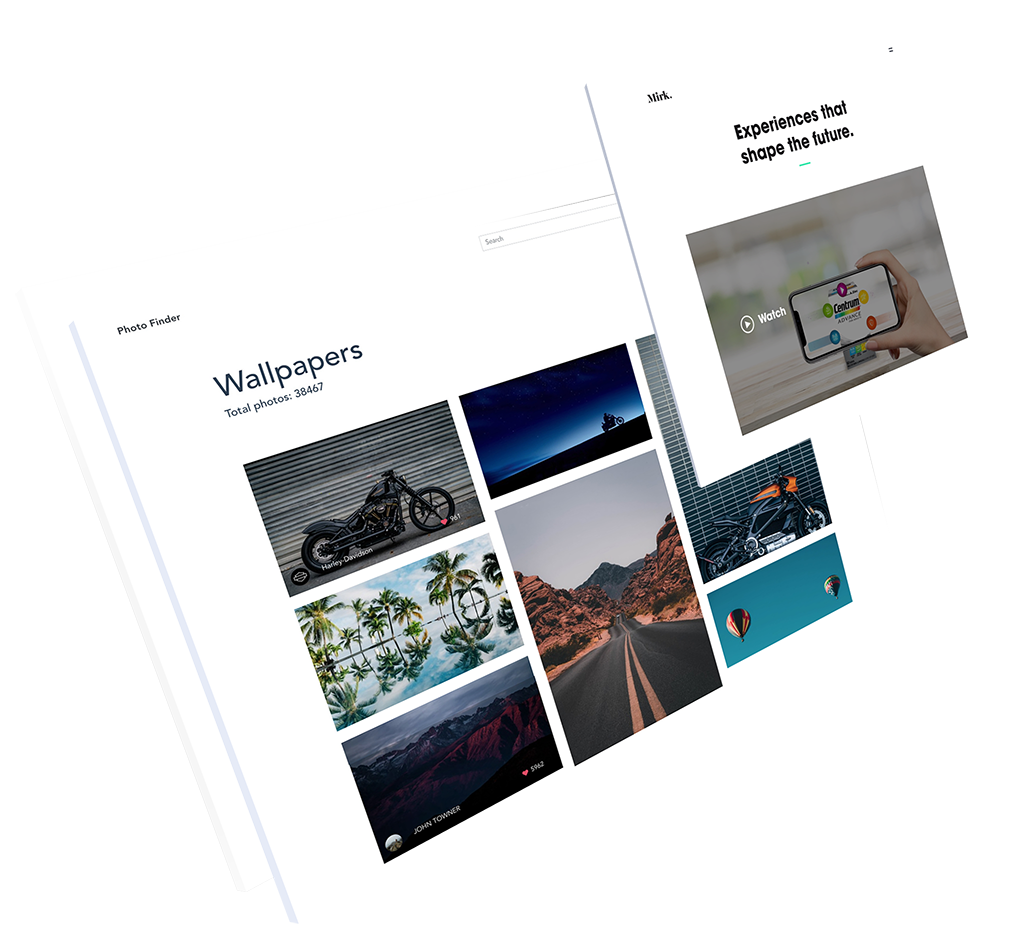 Mirk.
Experiences that
shape the future.
Search
Watch
Centrum
ADVANCE
Photo Finder
Wallpapers
Total photos: 38467
961
Harley-Davidson
5962
JOHN TOWNER